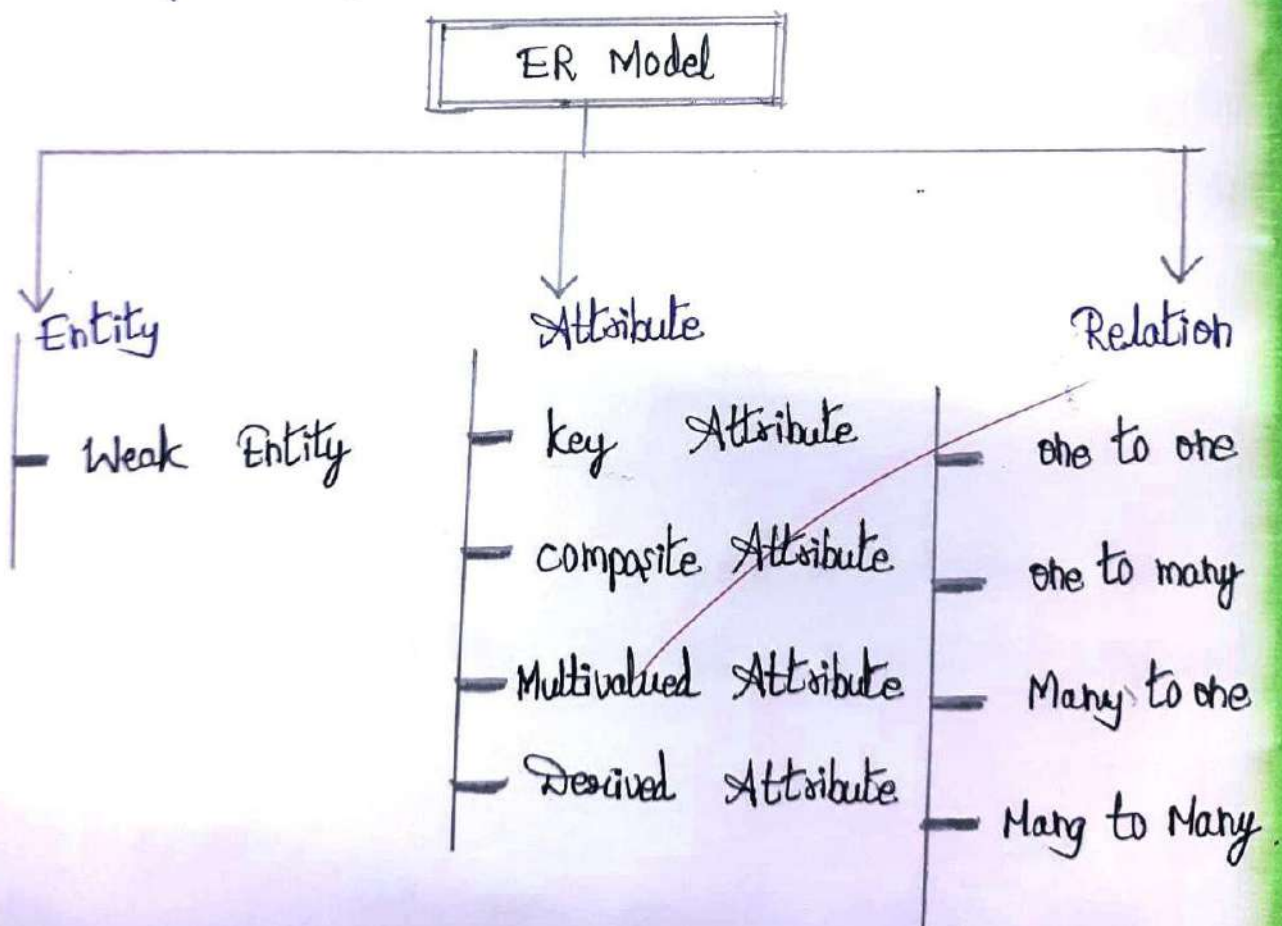 ER Model
Entity
Weak Entity
Attribute
key Attribute
composite Attribute
Multivalued Attribute
Derived Attribute
Relation
one to one
one to many
Many to one
Mang to Many.